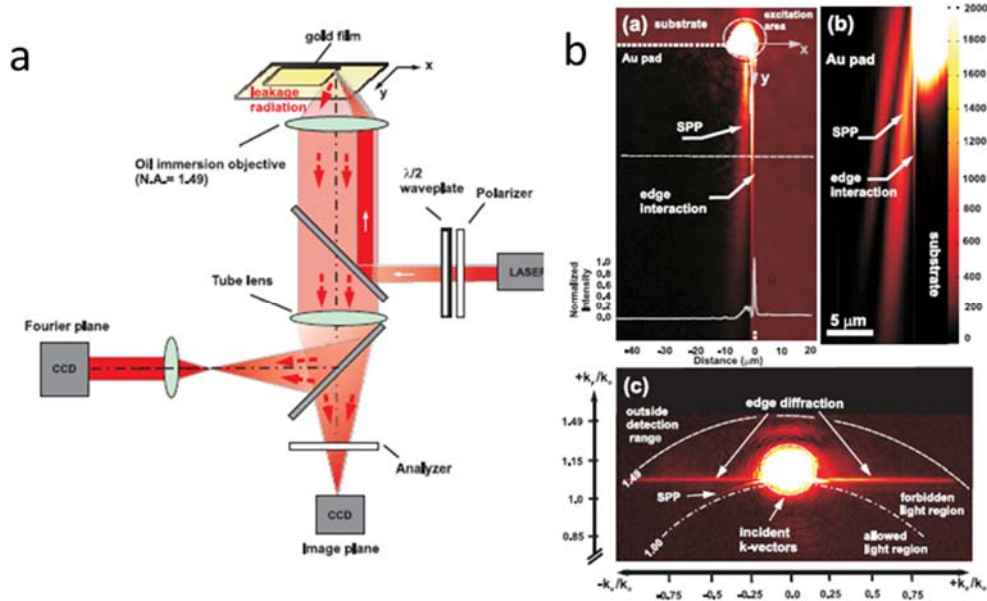 a
gold film
x
y
leakage
radiation
Oil immersion objective
(N.A.= 1.49)
λ/2
waveplate
Polarizer
LASER
Tube lens
Fourier plane
CCD
Analyzer
CCD
Image plane
b
(a)
substrate
excitation
area
Au pad
x
y
SPP
edge
interaction
Normalized
Intensity
1.0
0.8
0.6
0.4
0.2
0.0
-40 -30 -20 -10 0 10 20
Distance (μm)
(b)
Au pad
SPP
edge
interaction
substrate
5 μm
2000
1800
1600
1400
1200
1000
800
600
400
200
0
(c)
+ky/ko
1.49
1.15
1.0
0.85
outside
detection
range
edge diffraction
1.49
SPP
1.00
incident
k-vectors
forbidden
light region
allowed
light region
-kx/ko
-0.75 -0.5 -0.25 0.0 0.25 0.5 0.75
+kx/ko